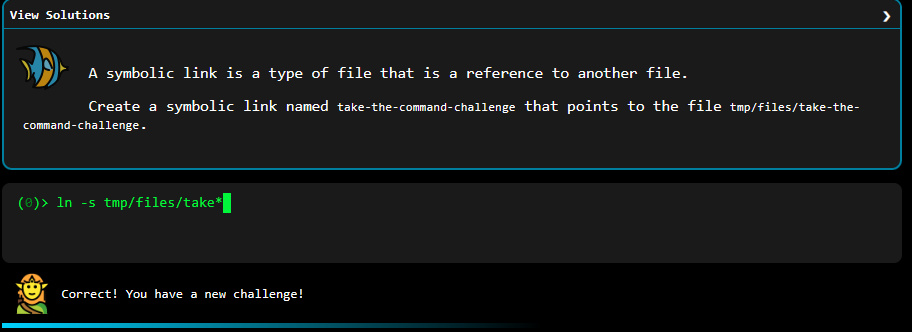 View Solutions ❯
A symbolic link is a type of file that is a reference to another file.
Create a symbolic link named take-the-command-challenge that points to the file tmp/files/take-the-
command-challenge.
(0)> ln -s tmp/files/take*
Correct! You have a new challenge!